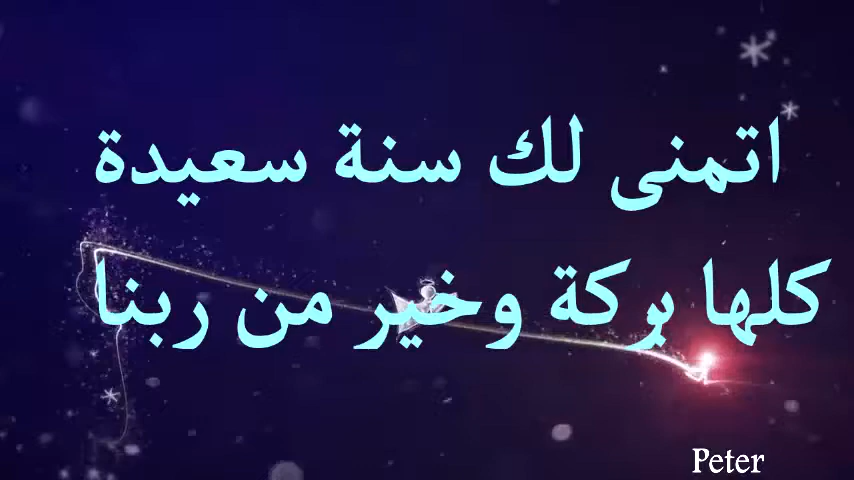 اتمنى لك سنة سعيدة
كلها بركة وخير من ربنا
Peter